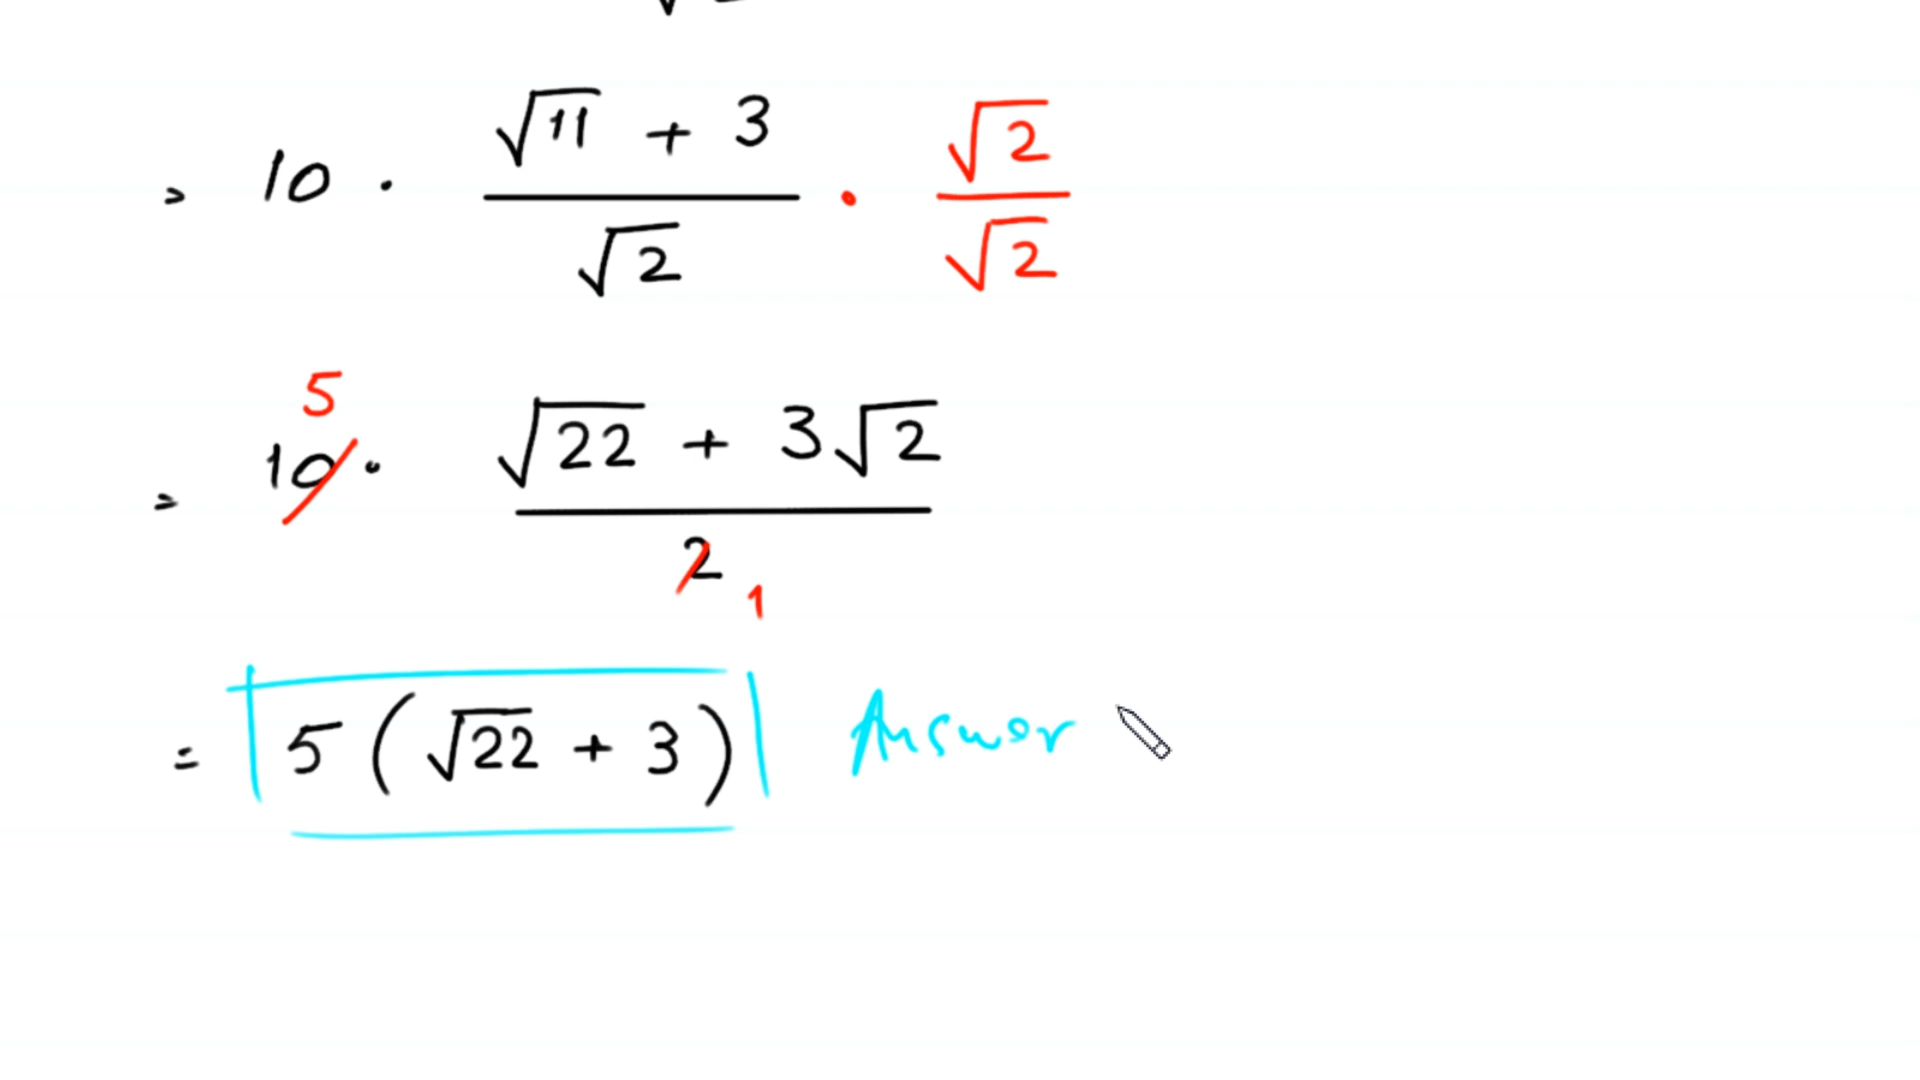 = 10 · (√11 + 3)/√2 · √2/√2
5
= 10 · (√22 + 3√2)/2
1
= 5(√22 + 3) Answer